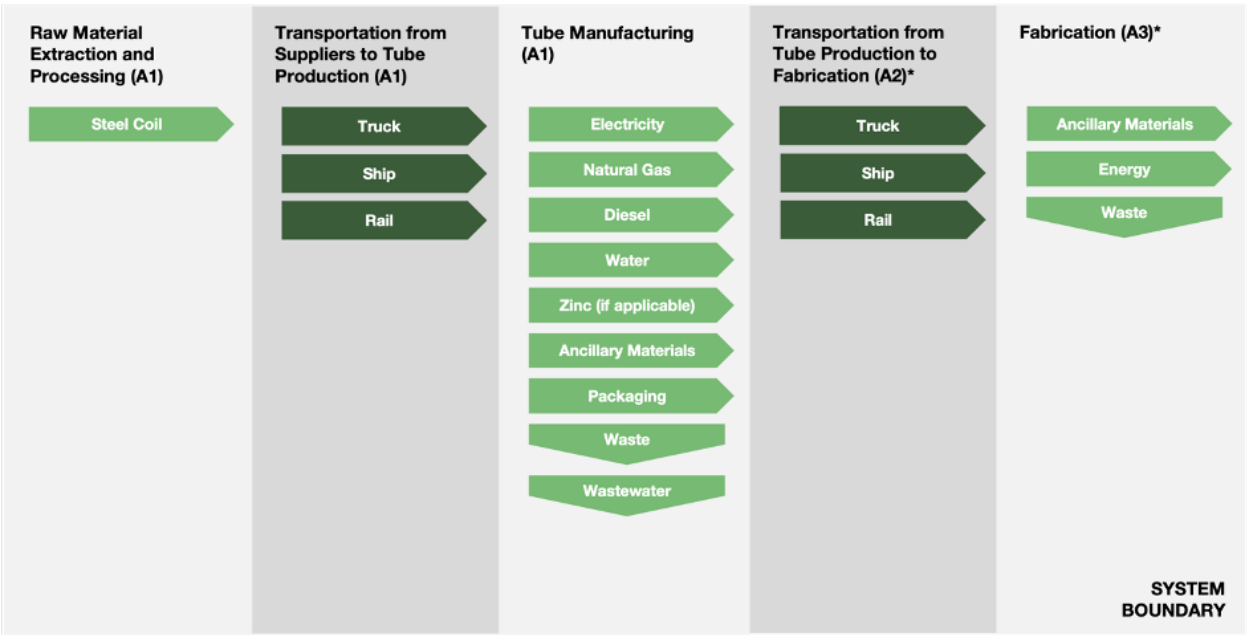 Raw Material
Extraction and
Processing (A1)
Steel Coil
Transportation from
Suppliers to Tube
Production (A1)
Truck
Ship
Rail
Tube Manufacturing
(A1)
Electricity
Natural Gas
Diesel
Water
Zinc (if applicable)
Ancillary Materials
Packaging
Waste
Wastewater
Transportation from
Tube Production to
Fabrication (A2)*
Truck
Ship
Rail
Fabrication (A3)*
Ancillary Materials
Energy
Waste
SYSTEM
BOUNDARY